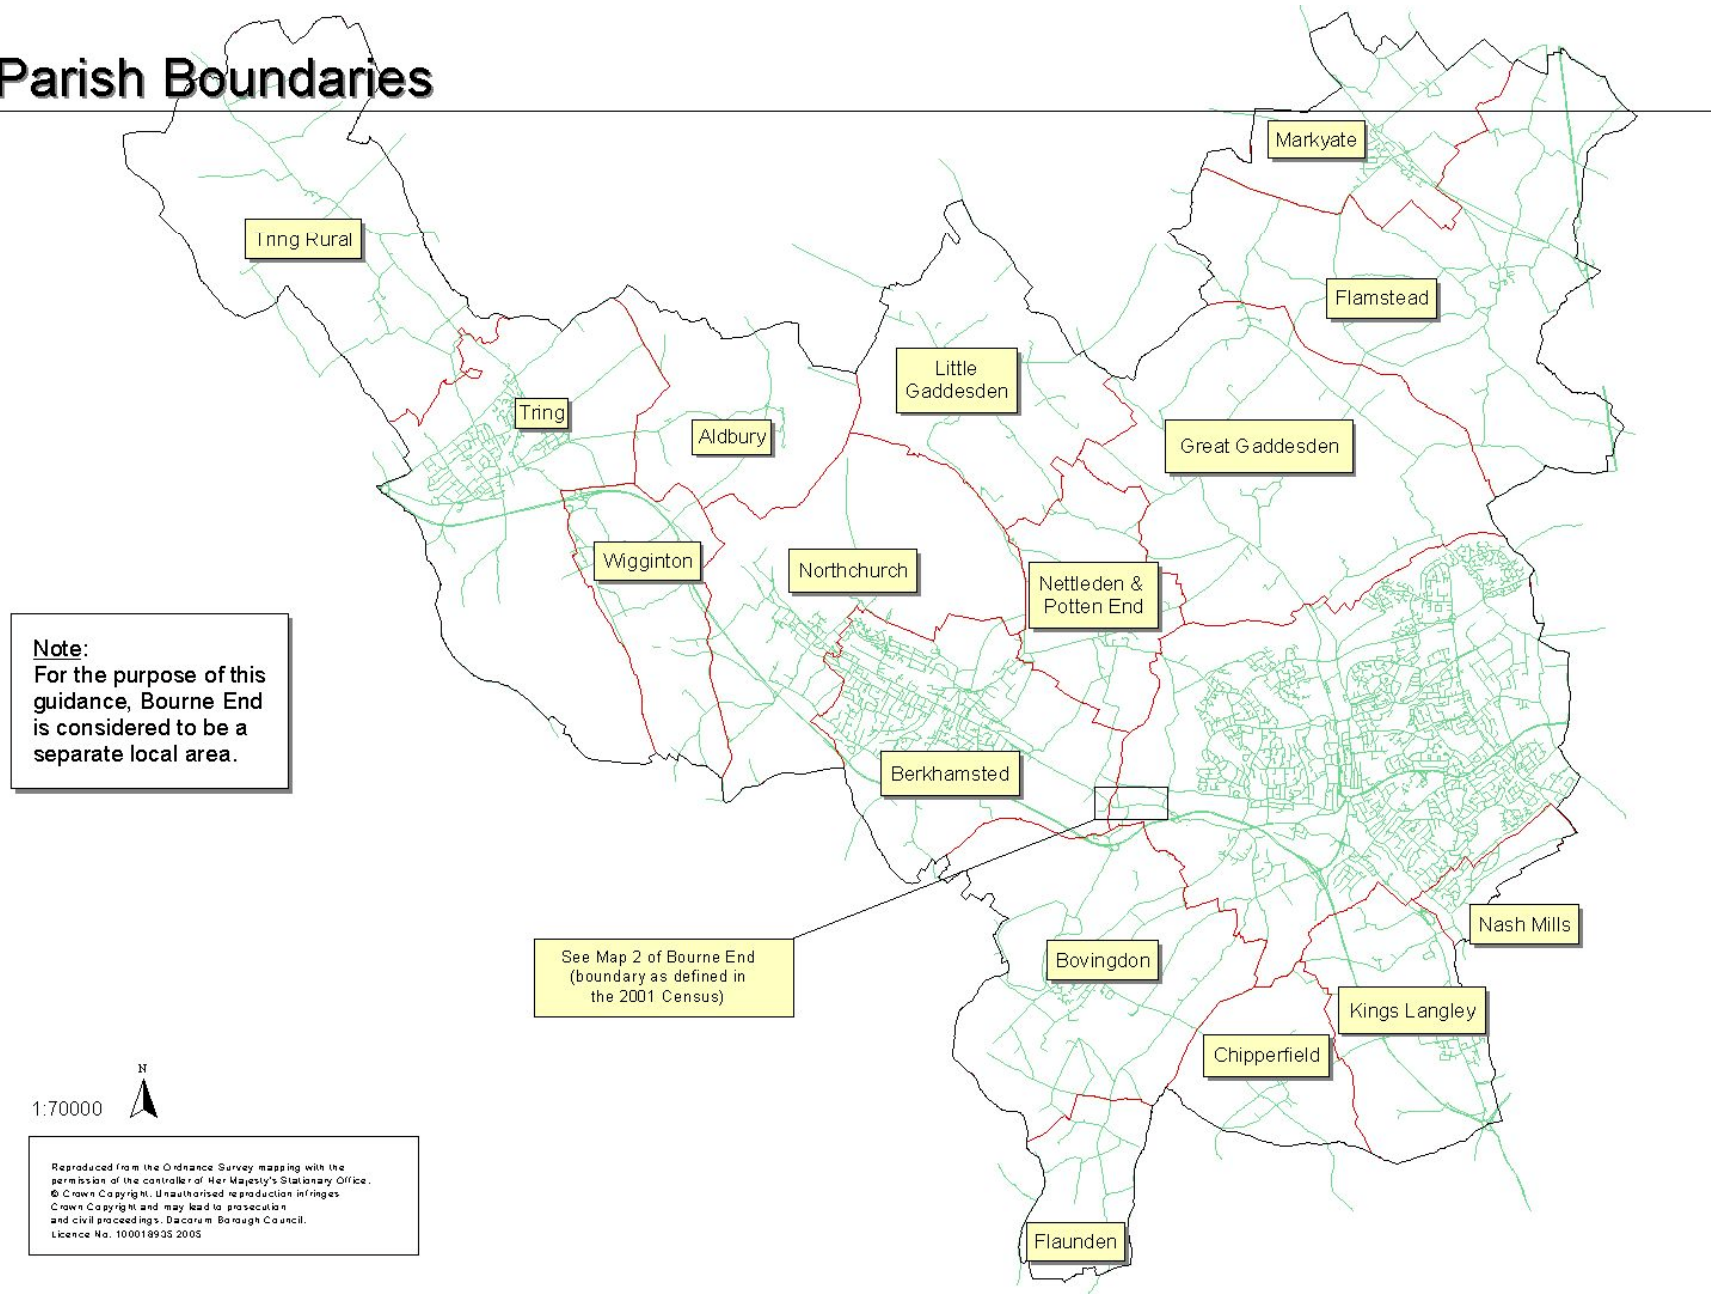 Parish Boundaries
Markyate
Tring Rural
Flamstead
Little
Gaddesden
Tring
Aldbury
Great Gaddesden
Wigginton
Northchurch
Nettleden &
Potten End
Note:
For the purpose of this
guidance, Bourne End
is considered to be a
separate local area.
Berkhamsted
Nash Mills
See Map 2 of Bourne End
(boundary as defined in
the 2001 Census)
Bovingdon
Kings Langley
Chipperfield
N
1:70000
Reproduced from the Ordnance Survey mapping with the
permission of the controller of Her Majesty's Stationary Office.
© Crown Copyright. Unauthorised reproduction infringes
Crown Copyright and may lead to prosecution
and civil proceedings. Dacorum Borough Council.
Licence No. 100018935 2005
Flaunden